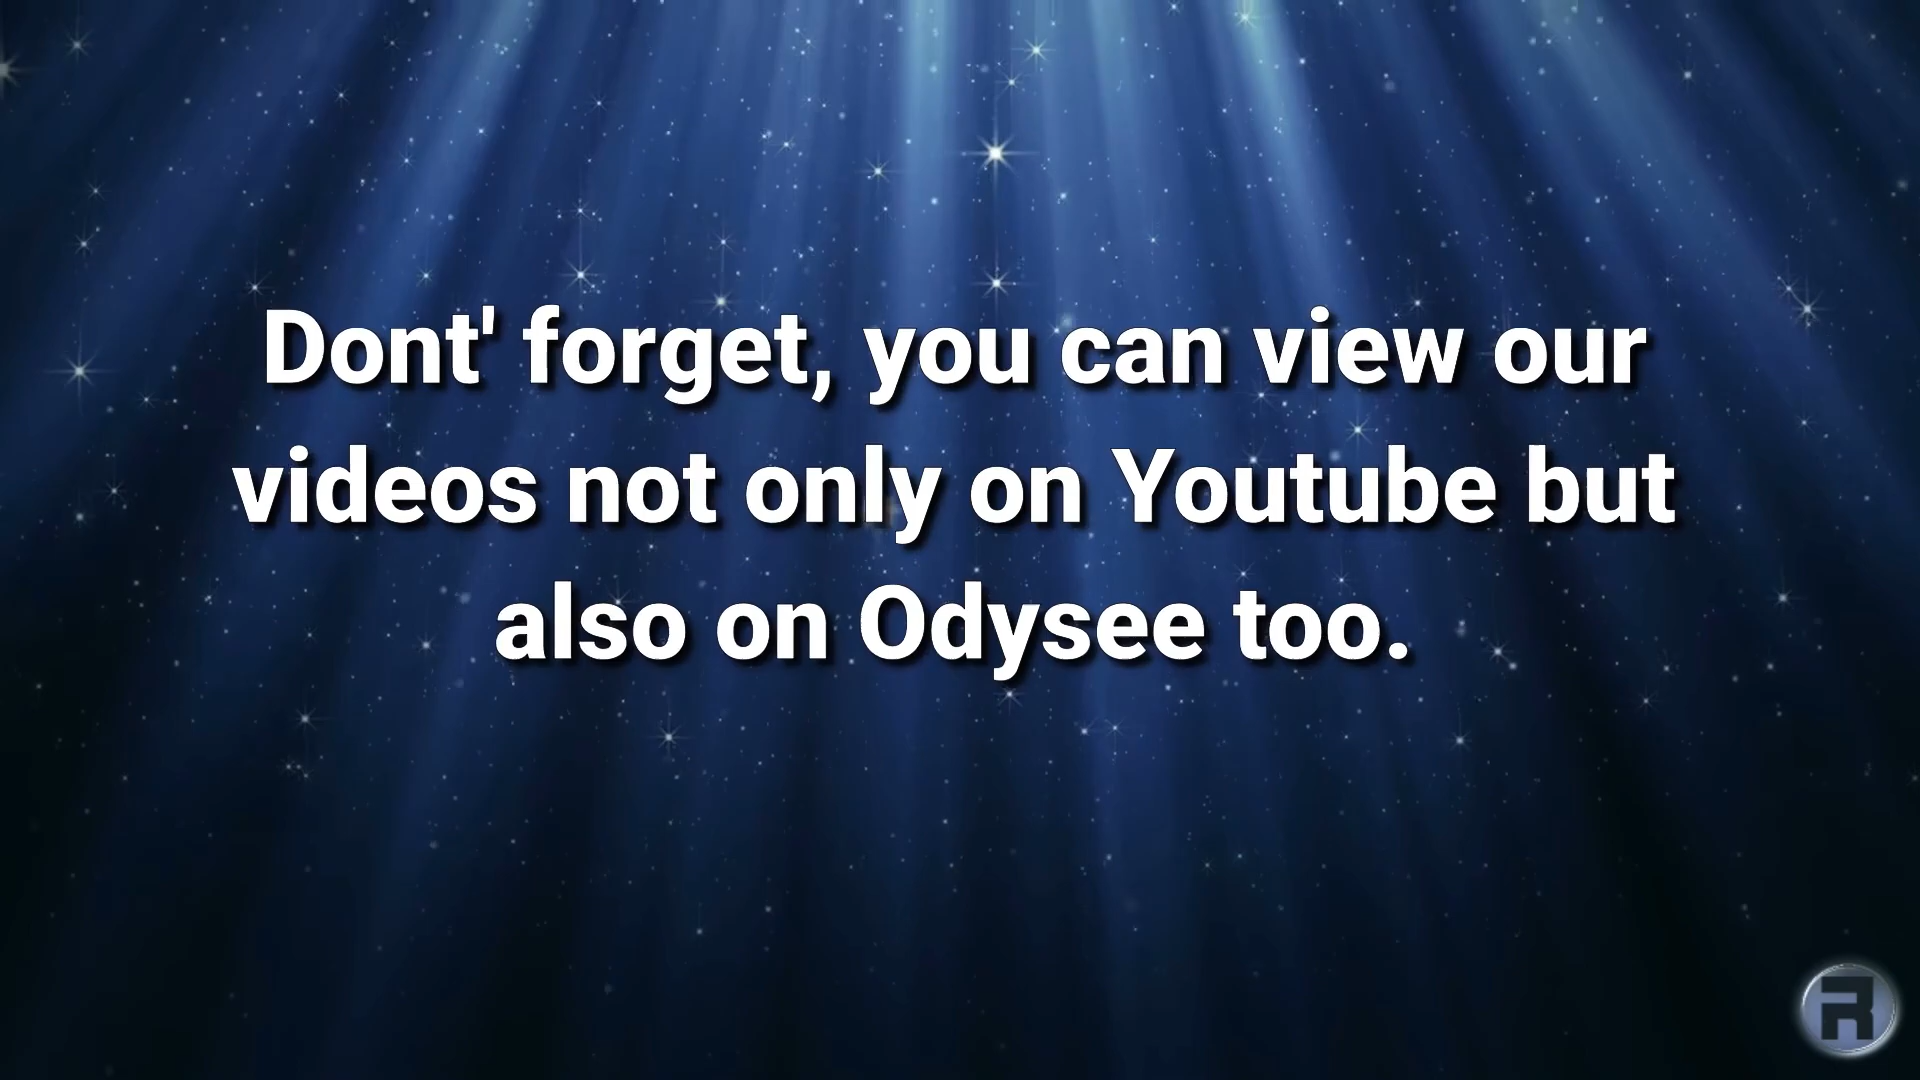 Dont' forget, you can view our
videos not only on Youtube but
also on Odysee too.
R